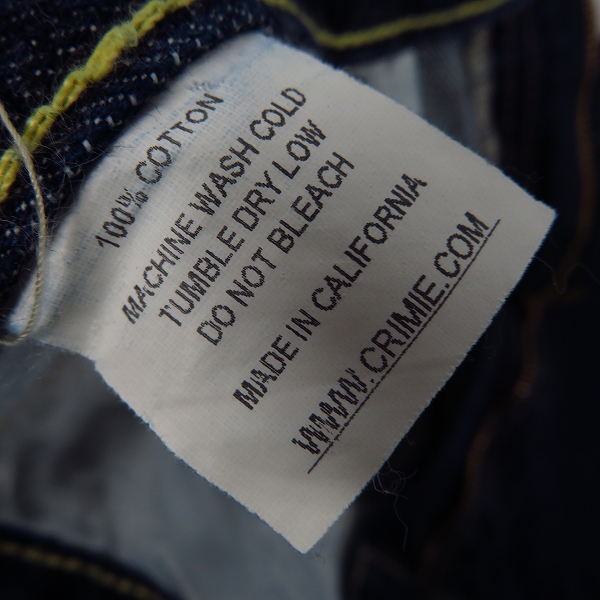 100% COTTON
MACHINE WASH COLD
TUMBLE DRY LOW
DO NOT BLEACH
MADE IN CALIFORNIA
WWW.CRIMIE.COM